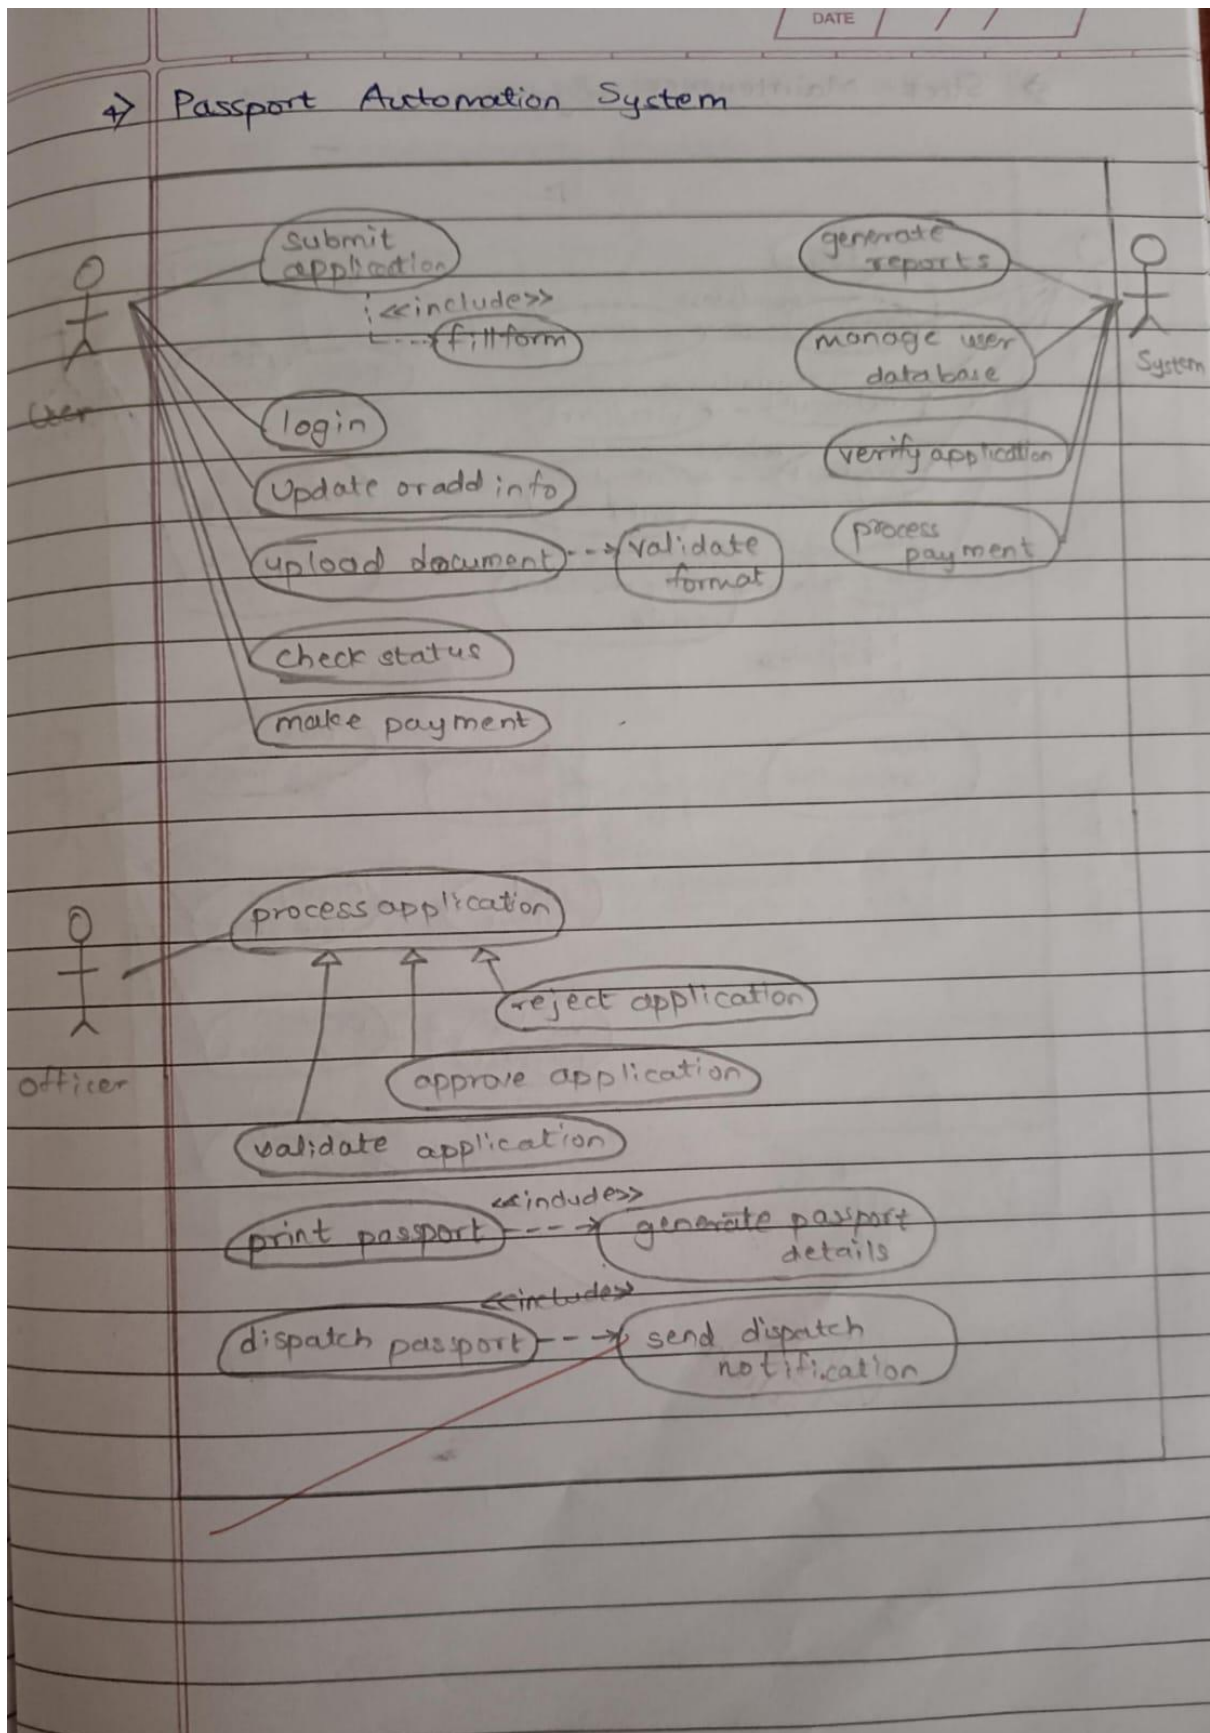 DATE
4> Passport Automation System
submit
application
<<include>>
fill form
login
Update or add info
upload document
validate
format
check status
make payment
User
generate
reports
manage user
database
verify application
process
payment
System
process application
reject application
approve application
validate application
Officer
<<include>>
print passport
generate passport
details
<<include>>
dispatch passport
send dispatch
notification